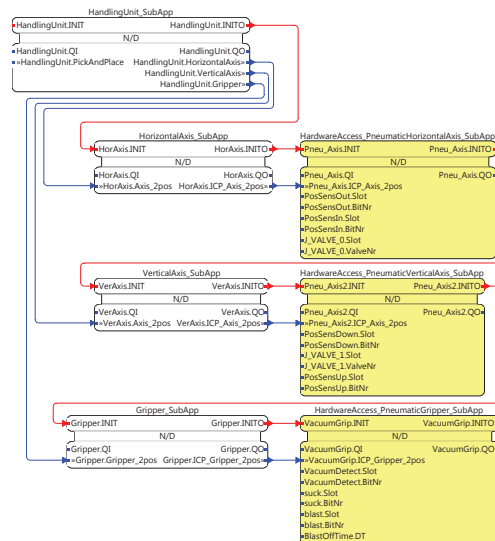 HandlingUnit_SubApp
HandlingUnit.INIT HandlingUnit.INITO
N/D
HandlingUnit.QI HandlingUnit.QO
»HandlingUnit.PickAndPlace HandlingUnit.HorizontalAxis»
HandlingUnit.VerticalAxis»
HandlingUnit.Gripper»
HorizontalAxis_SubApp
HorAxis.INIT HorAxis.INITO
N/D
HorAxis.QI HorAxis.QO
»HorAxis.Axis_2pos HorAxis.ICP_Axis_2pos»
HardwareAccess_PneumaticHorizontalAxis_SubApp
Pneu_Axis.INIT Pneu_Axis.INITO
N/D
Pneu_Axis.QI Pneu_Axis.QO
»Pneu_Axis.ICP_Axis_2pos
PosSensOut.Slot
PosSensOut.BitNr
PosSensIn.Slot
PosSensIn.BitNr
J_VALVE_0.Slot
J_VALVE_0.ValveNr
VerticalAxis_SubApp
VerAxis.INIT VerAxis.INITO
N/D
VerAxis.QI VerAxis.QO
»VerAxis.Axis_2pos VerAxis.ICP_Axis_2pos»
HardwareAccess_PneumaticVerticalAxis_SubApp
Pneu_Axis2.INIT Pneu_Axis2.INITO
N/D
Pneu_Axis2.QI Pneu_Axis2.QO
»Pneu_Axis2.ICP_Axis_2pos
PosSensDown.Slot
PosSensDown.BitNr
J_VALVE_1.Slot
J_VALVE_1.ValveNr
PosSensUp.Slot
PosSensUp.BitNr
Gripper_SubApp
Gripper.INIT Gripper.INITO
N/D
Gripper.QI Gripper.QO
»Gripper.Gripper_2pos Gripper.ICP_Gripper_2pos»
HardwareAccess_PneumaticGripper_SubApp
VacuumGrip.INIT VacuumGrip.INITO
N/D
VacuumGrip.QI VacuumGrip.QO
»VacuumGrip.ICP_Gripper_2pos
VacuumDetect.Slot
VacuumDetect.BitNr
suck.Slot
suck.BitNr
blast.Slot
blast.BitNr
BlastOffTime.DT